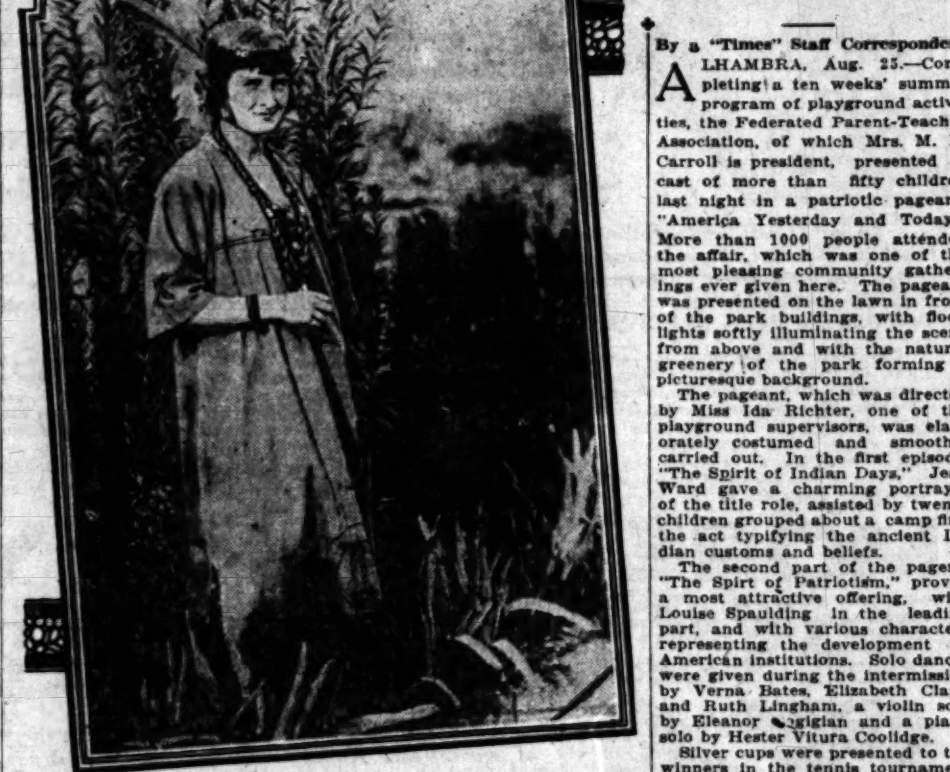 By a "Times" Staff Corresponde
ALHAMBRA, Aug. 25.—Con
pleting a ten weeks' summ
program of playground activ
ties, the Federated Parent-Teach
Association, of which Mrs. M.
Carroll is president, presented
cast of more than fifty childre
last night in a patriotic pagean
"America Yesterday and Today
More than 1000 people attende
the affair, which was one of th
most pleasing community gathe
ings ever given here. The pagea
was presented on the lawn in fro
of the park buildings, with floo
lights softly illuminating the scen
from above and with the natur
greenery of the park forming
picturesque background.
The pageant, which was directe
by Miss Ida Richter, one of t
playground supervisors, was elab
orately costumed and smooth
carried out. In the first episod
"The Spirit of Indian Days," Jea
Ward gave a charming portray
of the title role, assisted by twen
children grouped about a camp fi
the act typifying the ancient I
dian customs and beliefs.
The second part of the pagea
"The Spirt of Patriotism," prov
a most attractive offering, wi
Louise Spaulding in the leadi
part, and with various characte
representing the development
American institutions. Solo danc
were given during the intermissi
by Verna Bates, Elizabeth Cla
and Ruth Lingham, a violin so
by Eleanor and a pia
solo by Hester Vitura Coolidge.
Silver cups were presented to t
winners in the tennis tourname